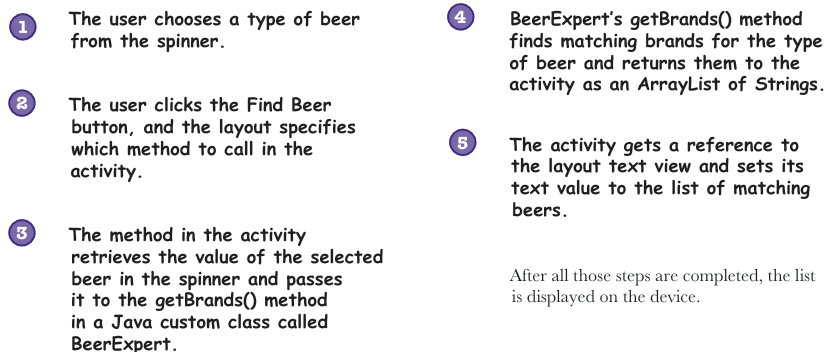 1
The user chooses a type of beer
from the spinner.
2
The user clicks the Find Beer
button, and the layout specifies
which method to call in the
activity.
3
The method in the activity
retrieves the value of the selected
beer in the spinner and passes
it to the getBrands() method
in a Java custom class called
BeerExpert.
4
BeerExpert's getBrands() method
finds matching brands for the type
of beer and returns them to the
activity as an ArrayList of Strings.
5
The activity gets a reference to
the layout text view and sets its
text value to the list of matching
beers.
After all those steps are completed, the list
is displayed on the device.